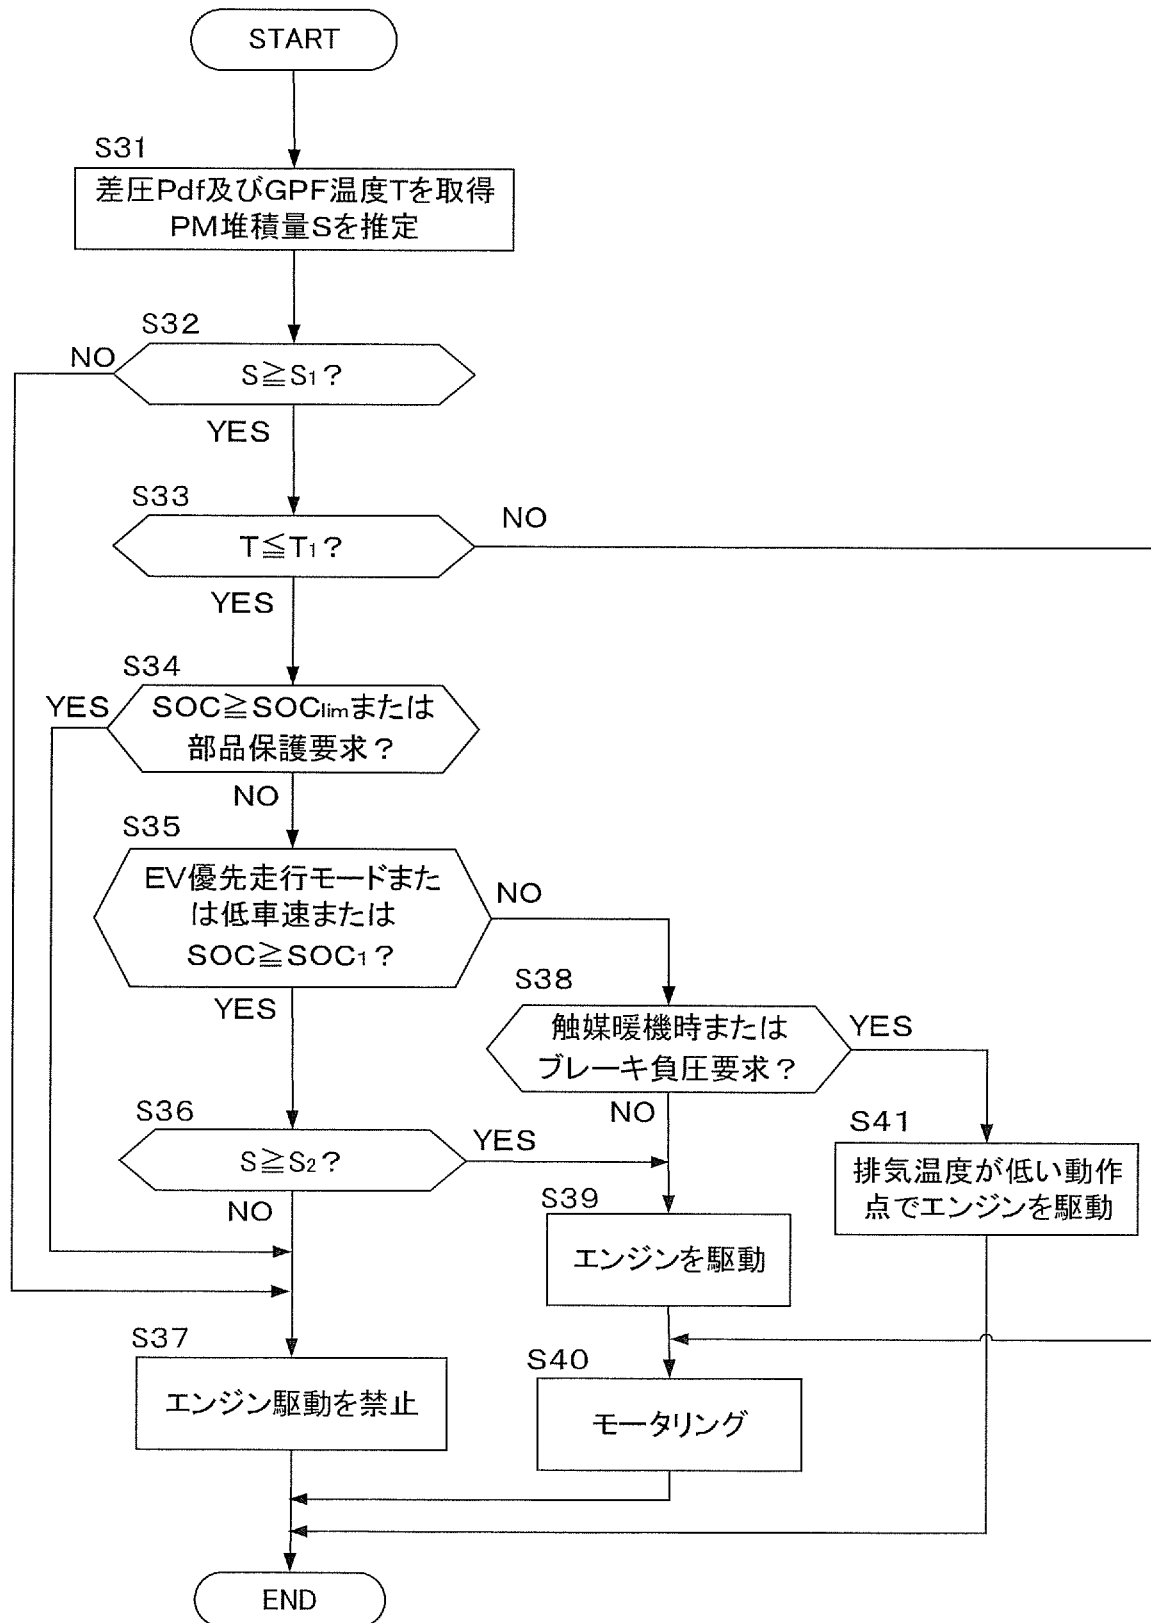 START
S31
差圧Pdf及びGPF温度Tを取得
PM堆積量Sを推定
S32
NO
S≧S1?
YES
S33
NO
T≦T1?
YES
S34
YES
SOC≧SOClimまたは
部品保護要求?
NO
S35
EV優先走行モードまた
は低車速または
SOC≧SOC1?
NO
YES
S38
触媒暖機時または
ブレーキ負圧要求?
YES
NO
S36
S≧S2?
YES
NO
S41
排気温度が低い動作
点でエンジンを駆動
S39
エンジンを駆動
S37
エンジン駆動を禁止
S40
モータリング
END